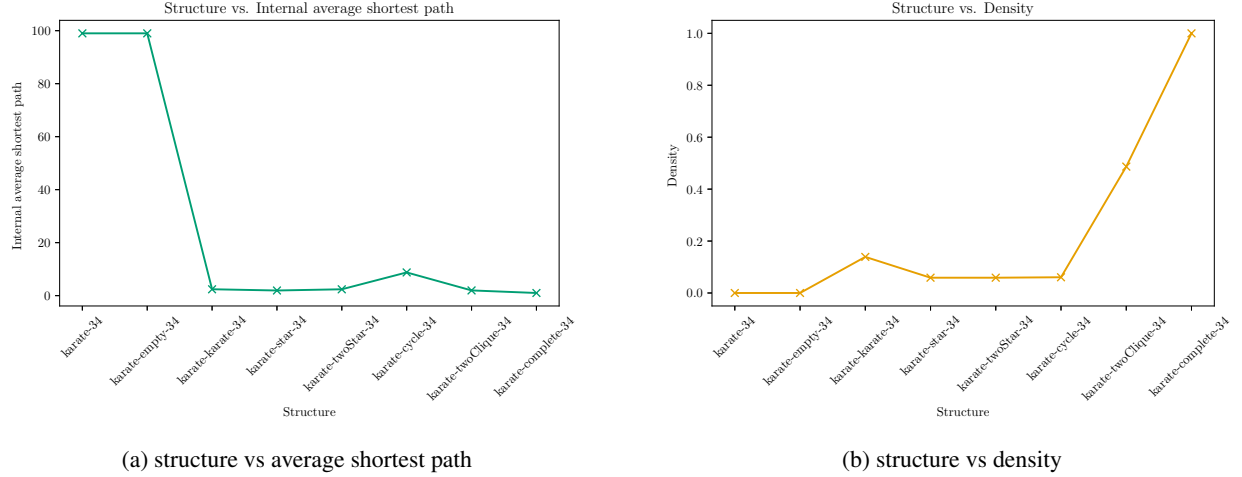 Structure vs. Internal average shortest path
Internal average shortest path
100
80
60
40
20
0
karate-34
karate-empty-34
karate-karate-34
karate-star-34
karate-twoStar-34
karate-cycle-34
karate-twoClique-34
karate-complete-34
Structure
(a) structure vs average shortest path
Structure vs. Density
Density
1.0
0.8
0.6
0.4
0.2
0.0
karate-34
karate-empty-34
karate-karate-34
karate-star-34
karate-twoStar-34
karate-cycle-34
karate-twoClique-34
karate-complete-34
Structure
(b) structure vs density